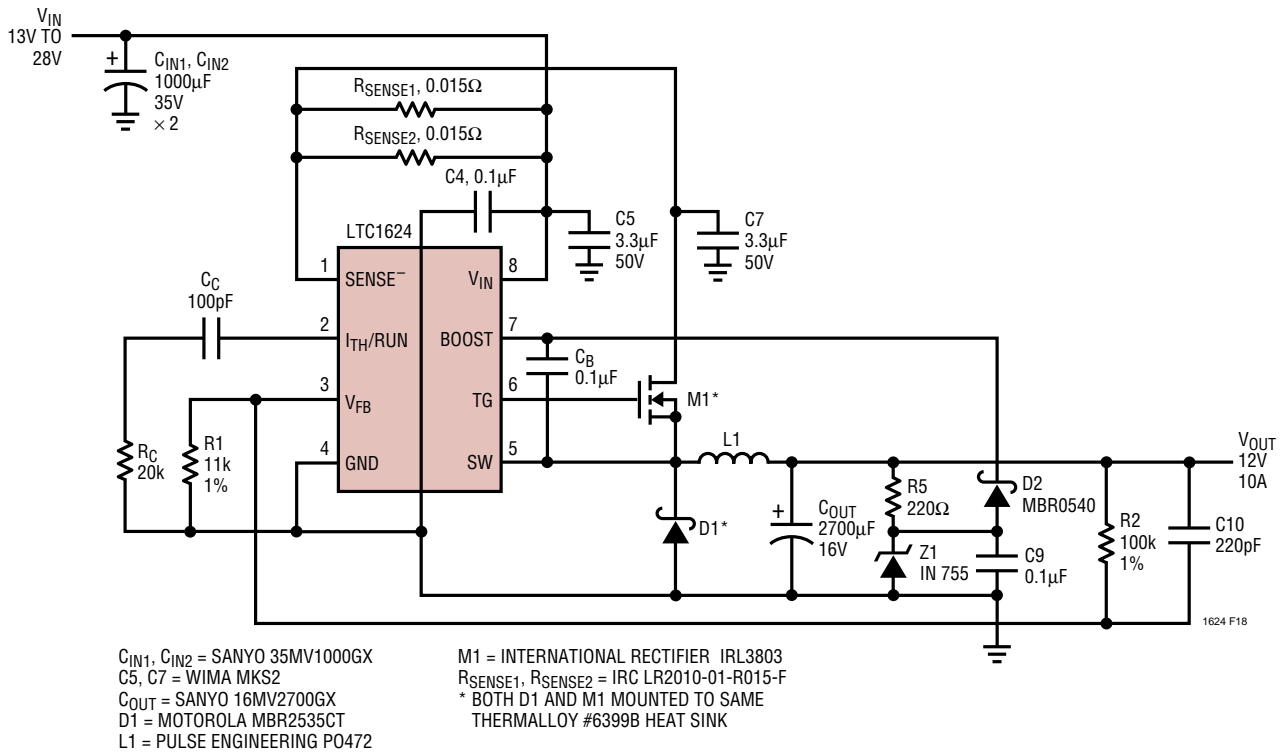 VIN
13V TO
28V
+
CIN1, CIN2
1000µF
35V
× 2
RSENSE1, 0.015Ω
RSENSE2, 0.015Ω
C4, 0.1µF
LTC1624
C5
3.3µF
50V
C7
3.3µF
50V
1
SENSE–
VIN
8
CC
100pF
2
ITH/RUN
BOOST
7
CB
0.1µF
3
VFB
TG
6
M1*
4
GND
SW
5
L1
VOUT
12V
10A
RC
20k
R1
11k
1%
D1*
+
COUT
2700µF
16V
R5
220Ω
D2
MBR0540
Z1
IN 755
C9
0.1µF
R2
100k
1%
C10
220pF
1624 F18
CIN1, CIN2 = SANYO 35MV1000GX
C5, C7 = WIMA MKS2
COUT = SANYO 16MV2700GX
D1 = MOTOROLA MBR2535CT
L1 = PULSE ENGINEERING PO472
M1 = INTERNATIONAL RECTIFIER IRL3803
RSENSE1, RSENSE2 = IRC LR2010-01-R015-F
* BOTH D1 AND M1 MOUNTED TO SAME
THERMALLOY #6399B HEAT SINK